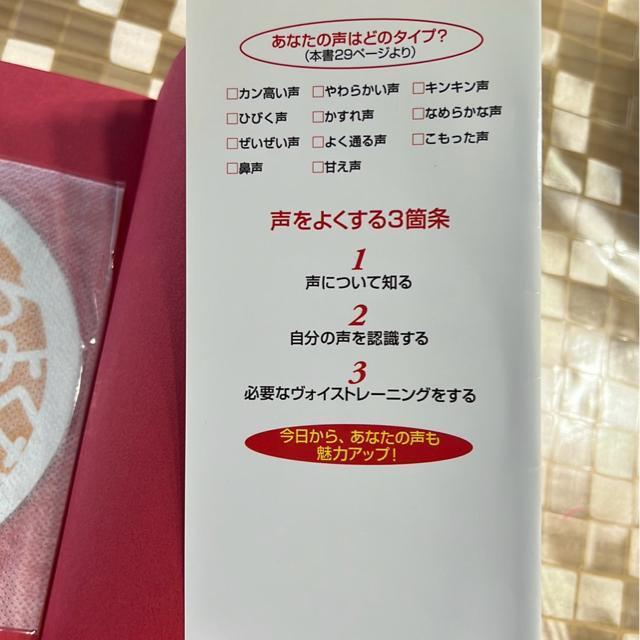 あなたの声はどのタイプ?
(本書29ページより)
□カン高い声 □やわらかい声 □キンキン声
□ひびく声 □かすれ声 □なめらかな声
□ぜいぜい声 □よく通る声 □こもった声
□鼻声 □甘え声
声をよくする3箇条
1
声について知る
2
自分の声を認識する
3
必要なヴォイストレーニングをする
今日から、あなたの声も
魅力アップ!